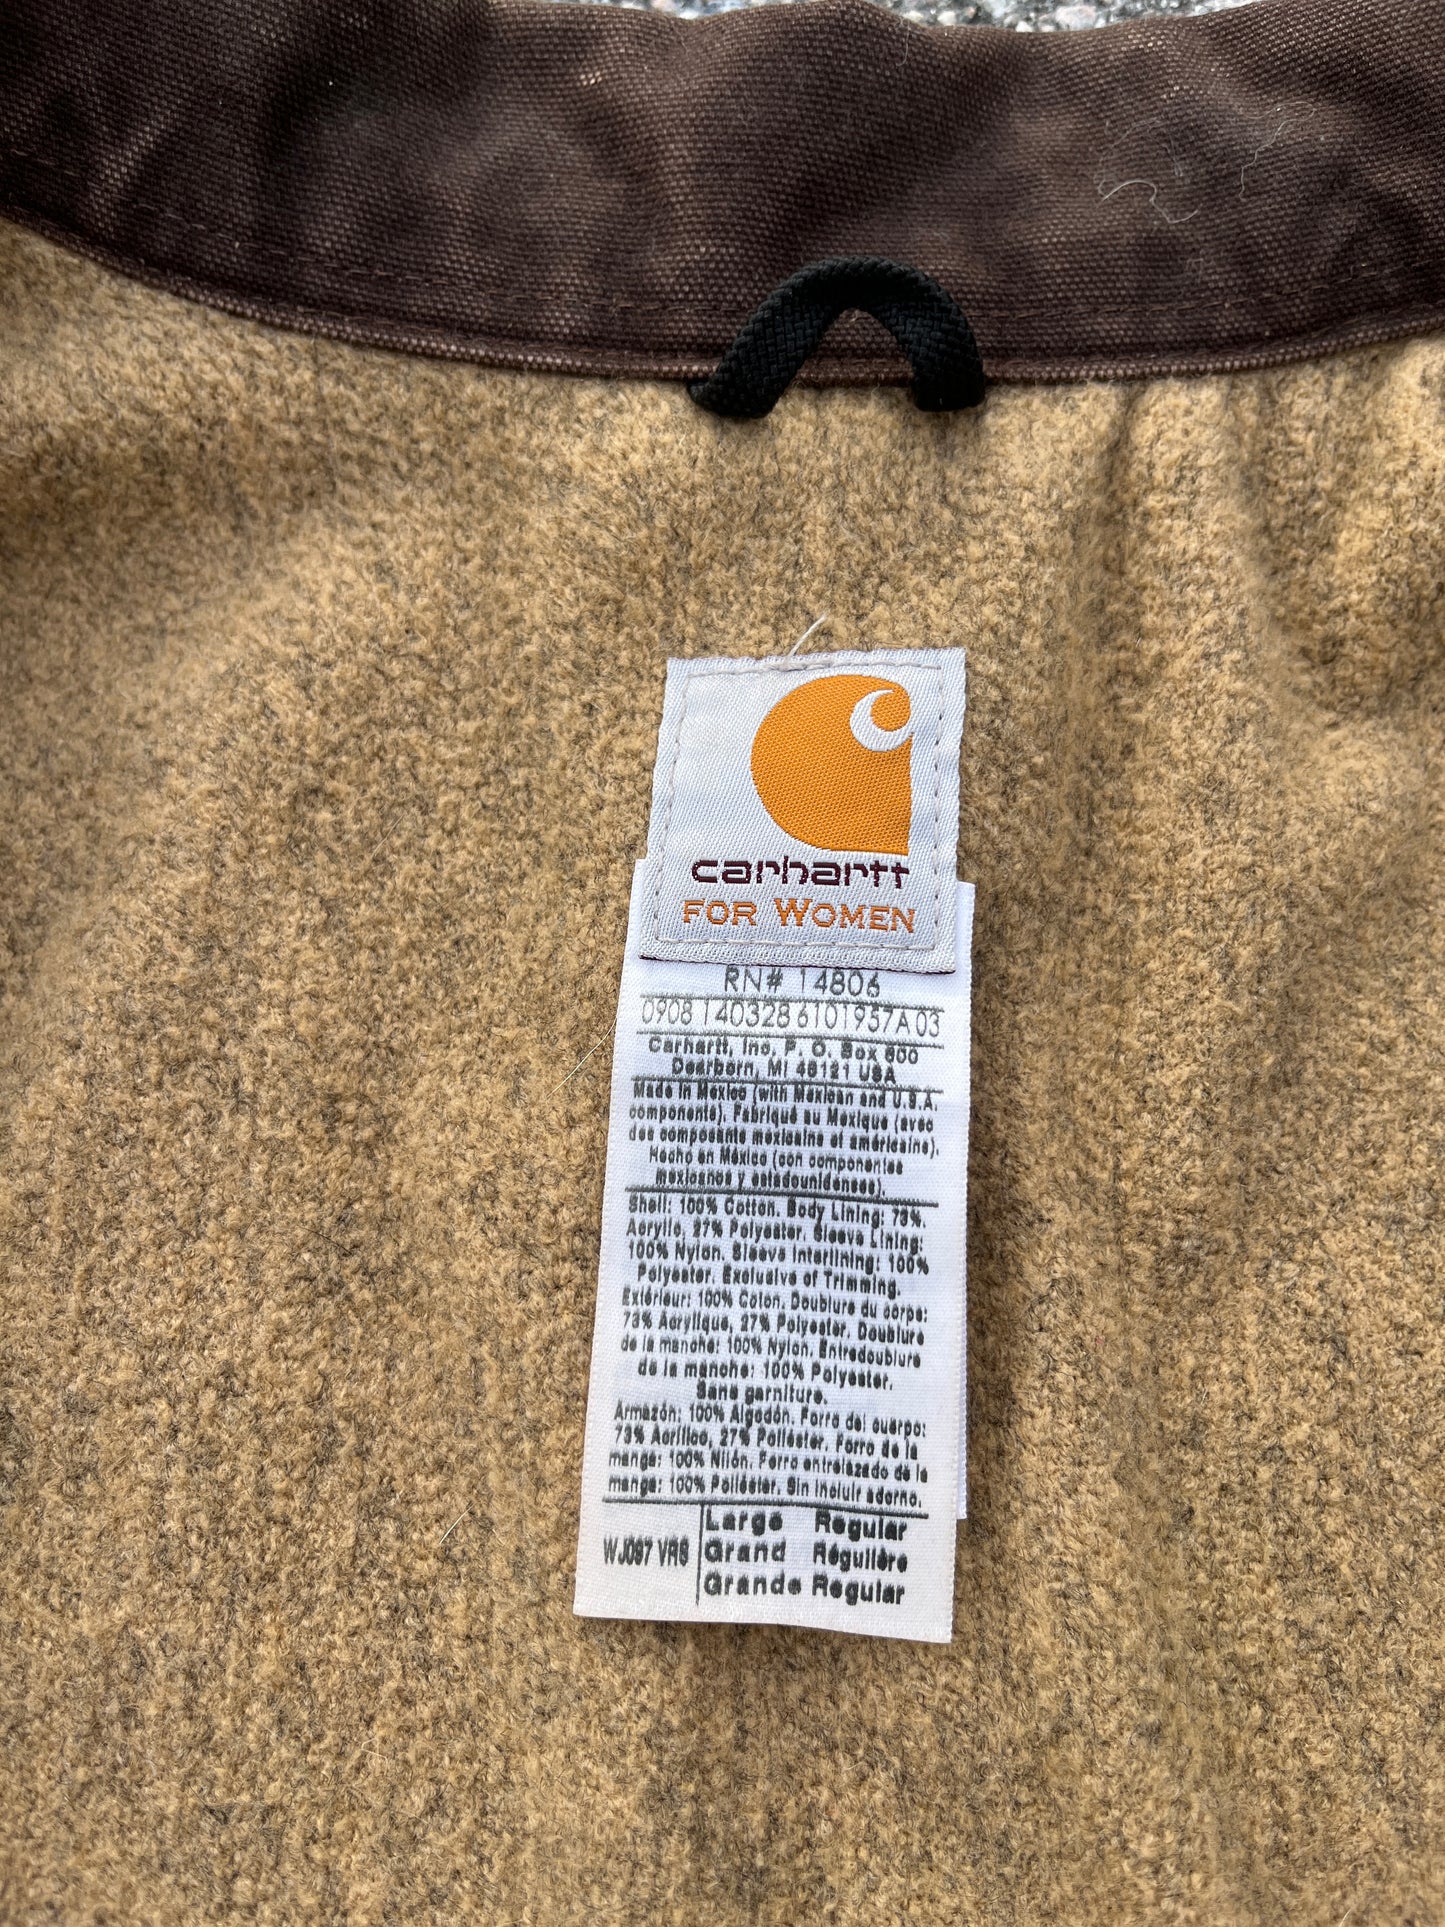 carhartt
FOR WOMEN
RN# 14806
0908 140328 6101957A 03
Carhartt, Inc. P. O. Box 600
Dearborn, MI 48121 USA
Made in Mexico (with Mexican and U.S.A.
components). Fabriqué au Mexique (avec
des composants mexicains et américains).
Hecho en México (con componentes
mexicanos y estadounidenses).
Shell: 100% Cotton. Body Lining: 73%
Acrylic, 27% Polyester. Sleeve Lining:
100% Nylon. Sleeve Interlining: 100%
Polyester. Exclusive of Trimming.
Extérieur: 100% Coton. Doublure du corps:
73% Acrylique, 27% Polyester. Doublure
de la manche: 100% Nylon. Entredoublure
de la manche: 100% Polyester.
Sans garniture.
Armazón: 100% Algodón. Forro del cuerpo:
73% Acrílico, 27% Poliéster. Forro de la
manga: 100% Nilón. Forro entrelazado de la
manga: 100% Poliéster. Sin incluir adorno.
WJ097 VRS
Large Regular
Grand Régulière
Grande Regular